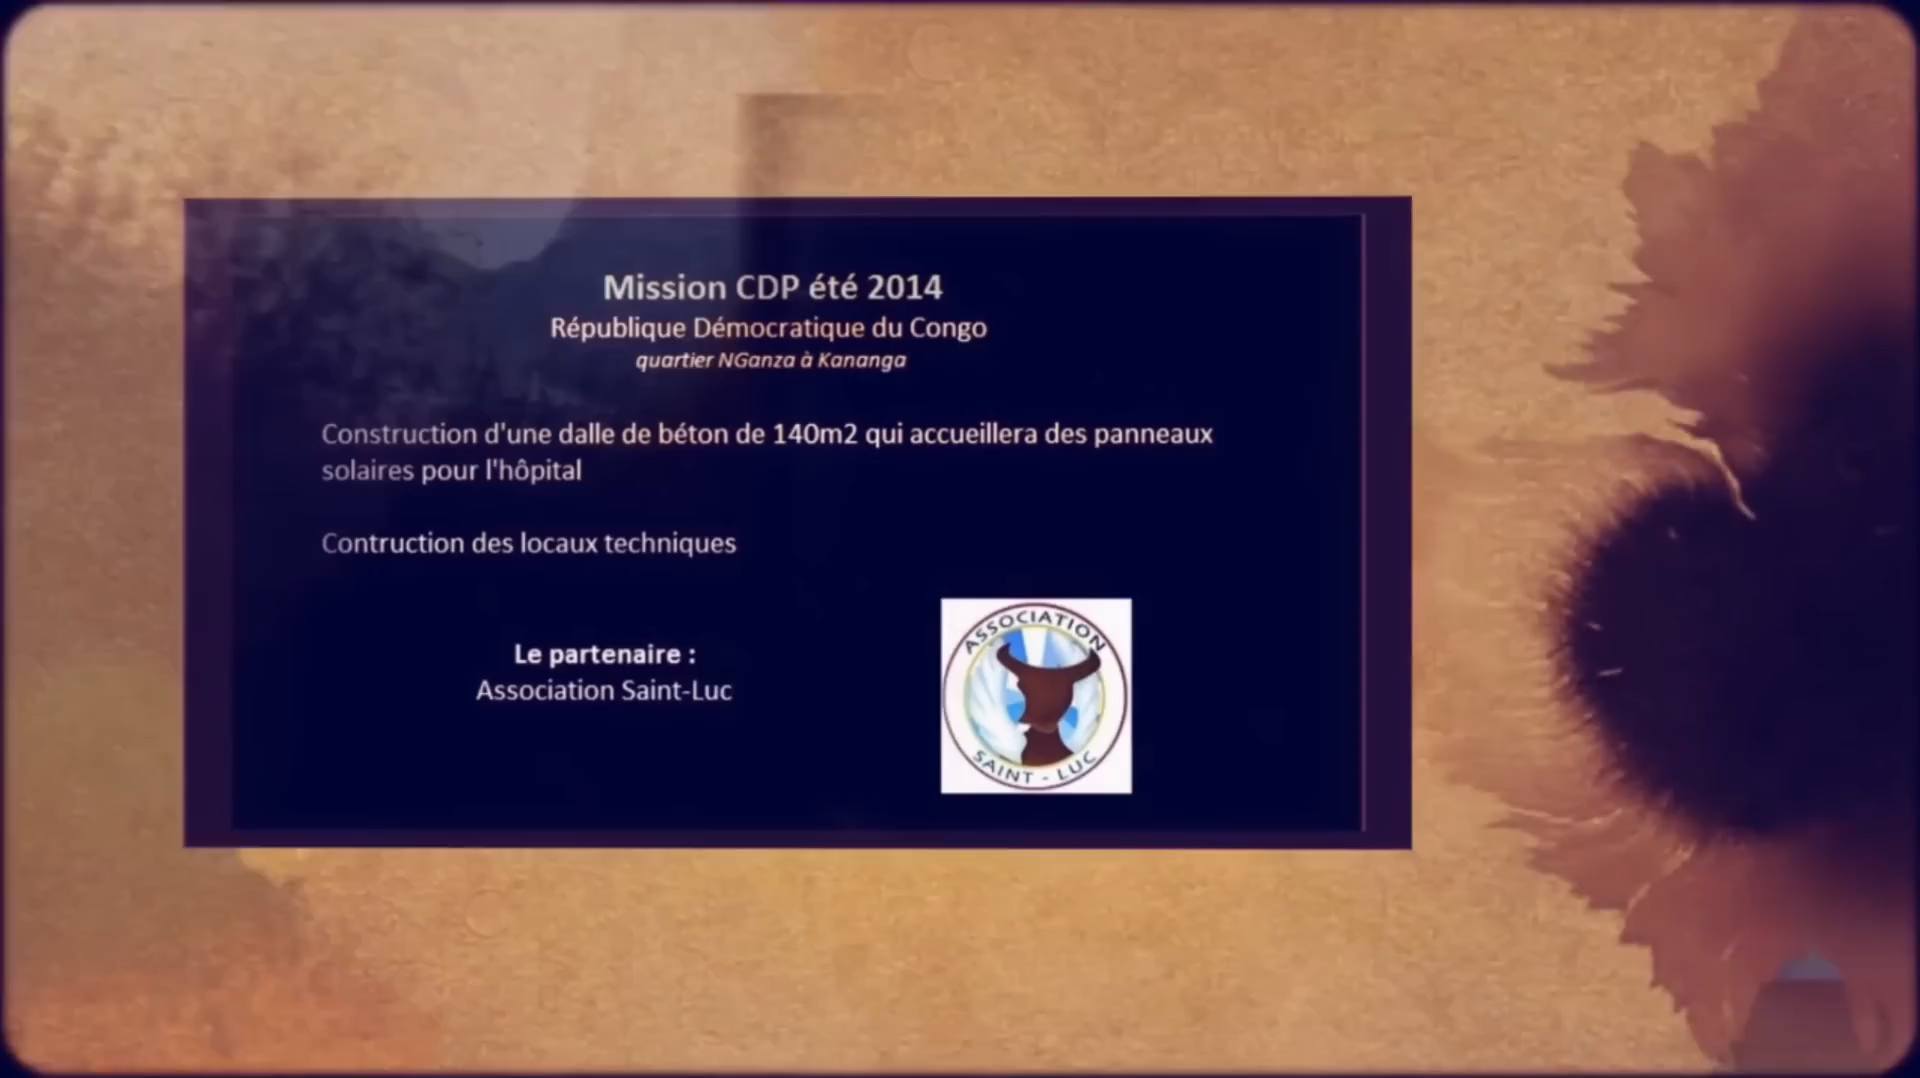 Mission CDP été 2014
République Démocratique du Congo
quartier NGanza à Kananga
Construction d'une dalle de béton de 140m2 qui accueillera des panneaux
solaires pour l'hôpital
Contruction des locaux techniques
Le partenaire :
Association Saint-Luc
ASSOCIATION
SAINT - LUC